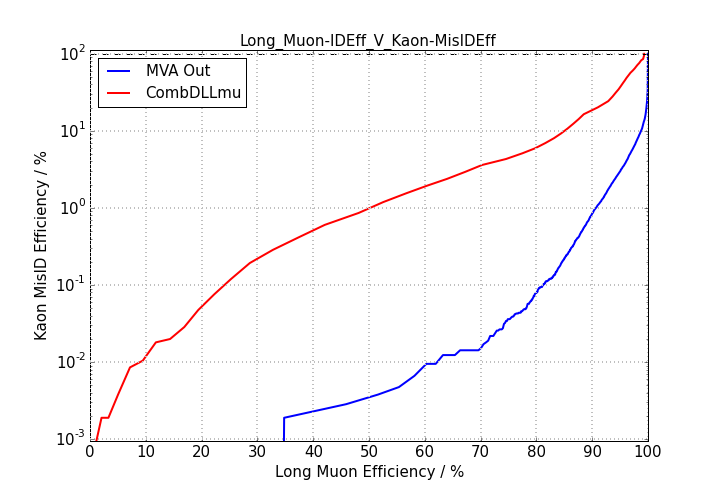 Long_Muon-IDEff_V_Kaon-MisIDEff
MVA Out
CombDLLmu
Kaon MisID Efficiency / %
10²
10¹
10⁰
10⁻¹
10⁻²
10⁻³
0 10 20 30 40 50 60 70 80 90 100
Long Muon Efficiency / %